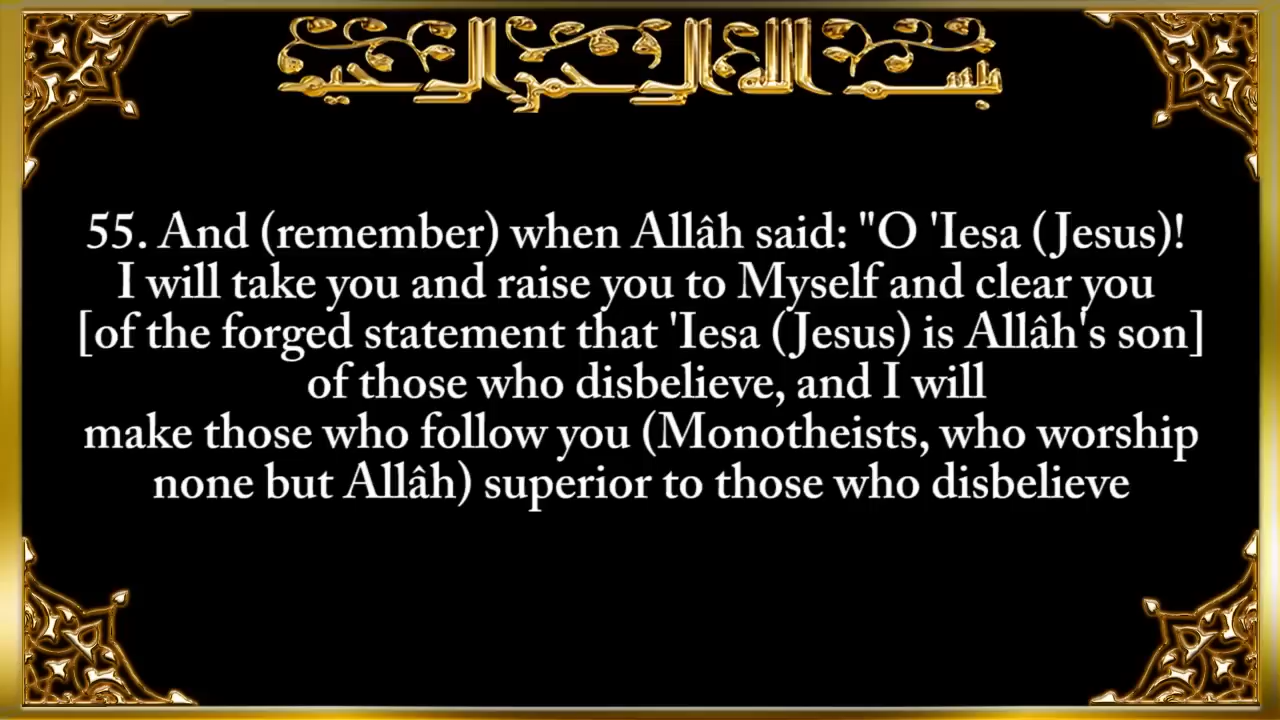 بسم الله الرحمن الرحيم
55. And (remember) when Allâh said: "O 'Iesa (Jesus)!
I will take you and raise you to Myself and clear you
[of the forged statement that 'Iesa (Jesus) is Allâh's son]
of those who disbelieve, and I will
make those who follow you (Monotheists, who worship
none but Allâh) superior to those who disbelieve